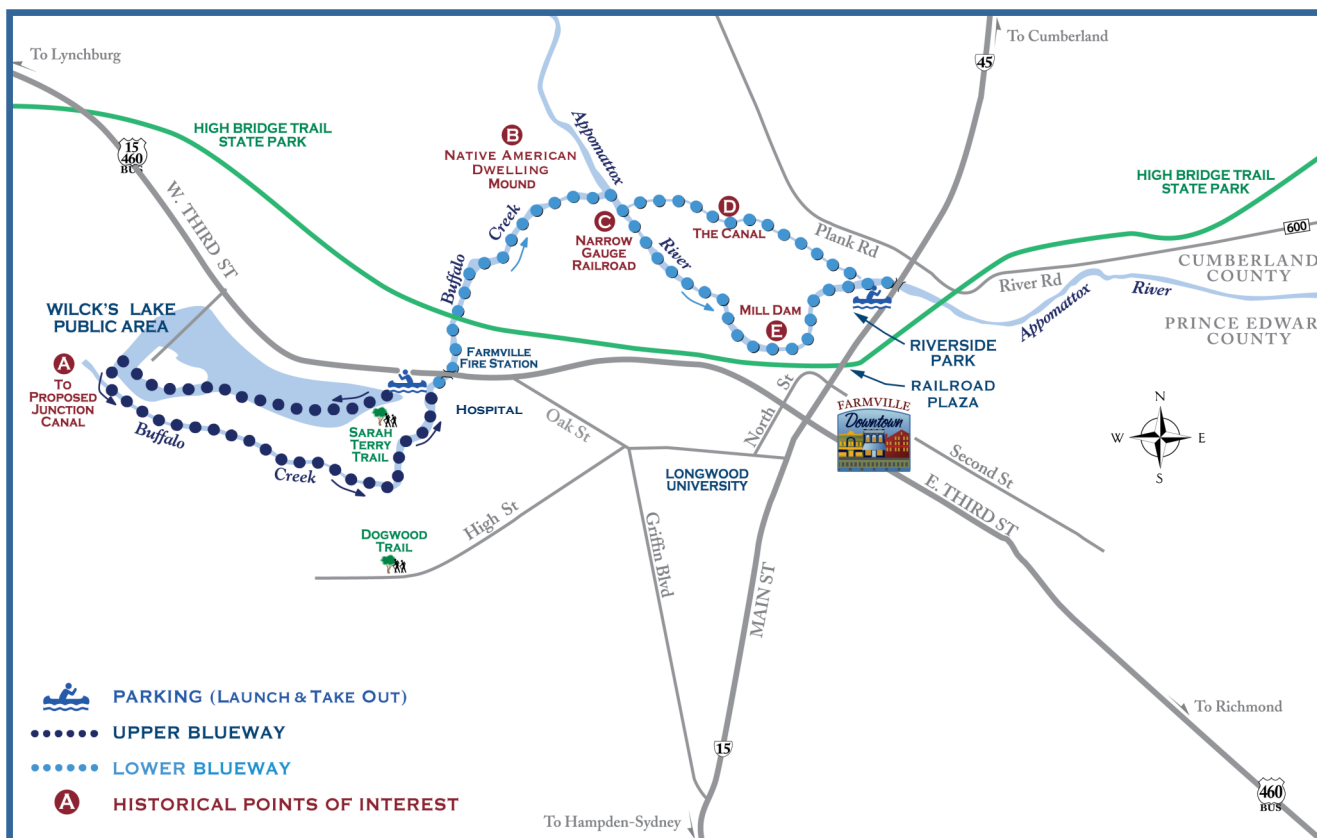 To Lynchburg
To Cumberland
45
HIGH BRIDGE TRAIL
STATE PARK
15
460
BUS
W. THIRD ST
B
NATIVE AMERICAN
DWELLING
MOUND
Appomattox
River
Buffalo
Creek
C
NARROW
GAUGE
RAILROAD
D
THE CANAL
Plank Rd
HIGH BRIDGE TRAIL
STATE PARK
600
River Rd
CUMBERLAND
COUNTY
Appomattox
River
PRINCE EDWAR
COUNTY
MILL DAM
E
RIVERSIDE
PARK
RAILROAD
PLAZA
WILCK'S LAKE
PUBLIC AREA
A
TO
PROPOSED
JUNCTION
CANAL
FARMVILLE
FIRE STATION
HOSPITAL
SARAH
TERRY
TRAIL
Buffalo
Creek
Oak St
North St
FARMVILLE
Downtown
LONGWOOD
UNIVERSITY
Second St
E. THIRD ST
N
W
E
S
High St
DOGWOOD
TRAIL
Griffin Blvd
MAIN ST
15
To Hampden-Sydney
To Richmond
460
BUS
PARKING (LAUNCH & TAKE OUT)
UPPER BLUEWAY
LOWER BLUEWAY
A HISTORICAL POINTS OF INTEREST